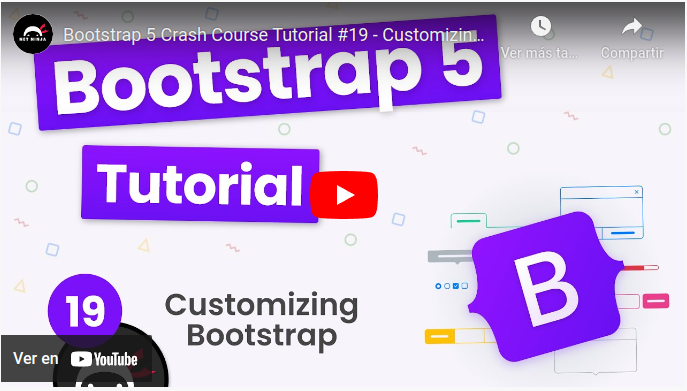 NET NINJA
Bootstrap 5 Crash Course Tutorial #19 - Customizin...
Ver más ta...
Compartir
Bootstrap 5
Tutorial
B
19
Customizing
Bootstrap
Ver en YouTube